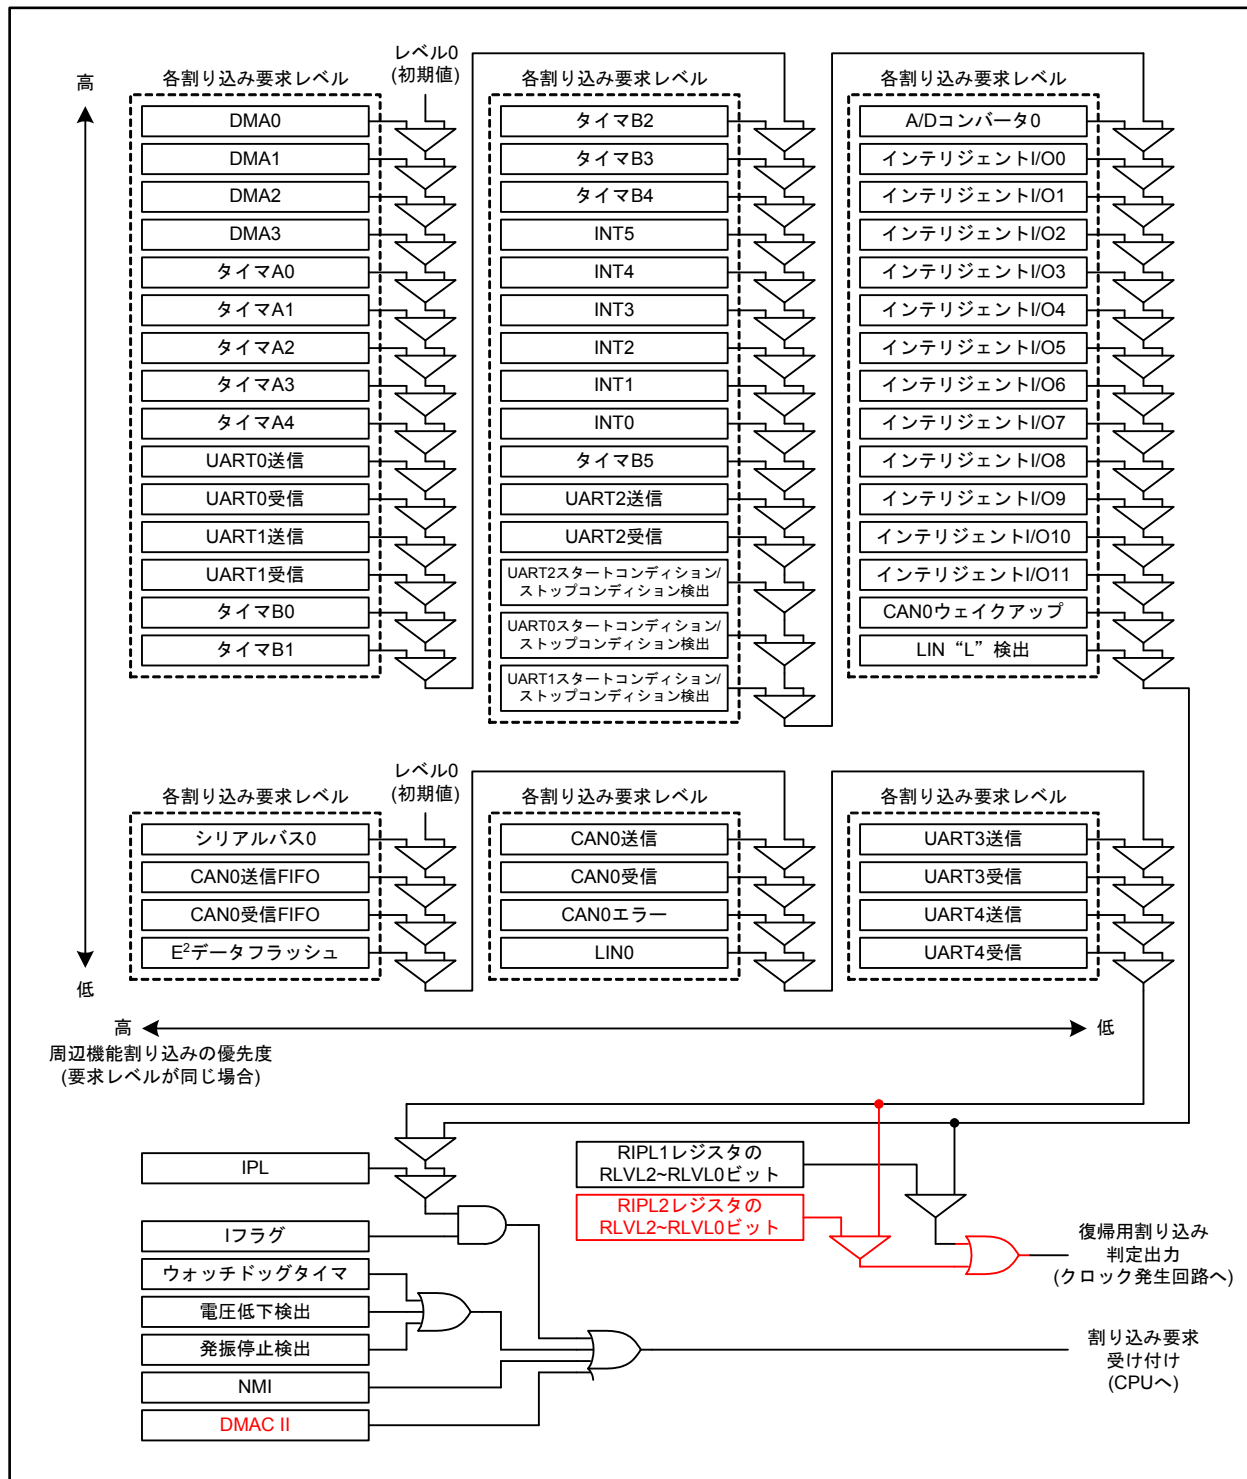 レベル0
(初期値)
各割り込み要求レベル
各割り込み要求レベル
各割り込み要求レベル
高
DMA0
DMA1
DMA2
DMA3
タイマA0
タイマA1
タイマA2
タイマA3
タイマA4
UART0送信
UART0受信
UART1送信
UART1受信
タイマB0
タイマB1
タイマB2
タイマB3
タイマB4
INT5
INT4
INT3
INT2
INT1
INT0
タイマB5
UART2送信
UART2受信
UART2スタートコンディション/
ストップコンディション検出
UART0スタートコンディション/
ストップコンディション検出
UART1スタートコンディション/
ストップコンディション検出
A/Dコンバータ0
インテリジェントI/O0
インテリジェントI/O1
インテリジェントI/O2
インテリジェントI/O3
インテリジェントI/O4
インテリジェントI/O5
インテリジェントI/O6
インテリジェントI/O7
インテリジェントI/O8
インテリジェントI/O9
インテリジェントI/O10
インテリジェントI/O11
CAN0ウェイクアップ
LIN“L”検出
レベル0
(初期値)
各割り込み要求レベル
各割り込み要求レベル
各割り込み要求レベル
シリアルバス0
CAN0送信FIFO
CAN0受信FIFO
E²データフラッシュ
CAN0送信
CAN0受信
CAN0エラー
LIN0
UART3送信
UART3受信
UART4送信
UART4受信
低
高
低
周辺機能割り込みの優先度
(要求レベルが同じ場合)
IPL
Iフラグ
ウォッチドッグタイマ
電圧低下検出
発振停止検出
NMI
DMAC II
RIPL1レジスタの
RLVL2~RLVL0ビット
RIPL2レジスタの
RLVL2~RLVL0ビット
復帰用割り込み
判定出力
(クロック発生回路へ)
割り込み要求
受け付け
(CPUへ)